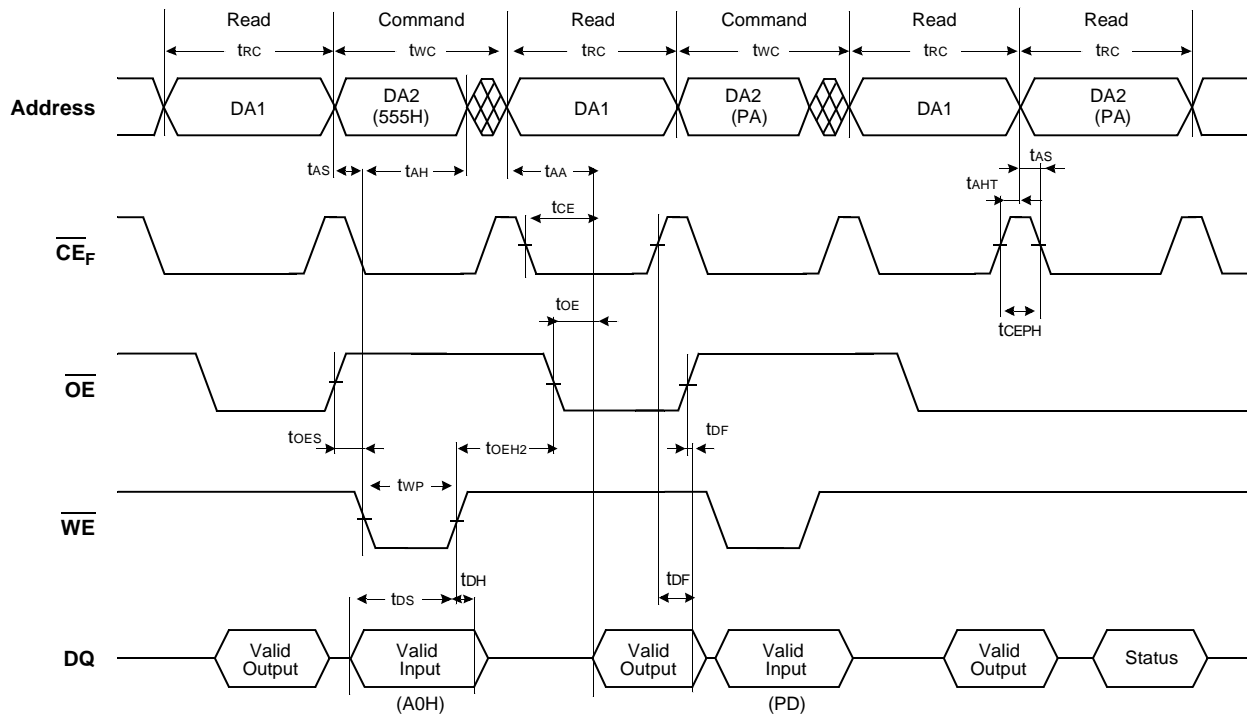 Read Command Read Command Read Read
tRC tWC tRC tWC tRC tRC
Address DA1 DA2 DA1 DA2 DA1 DA2
(555H) (PA) (PA)
tAS tAH tAA tAS
tAHT
tCE
CEF
tOE tCEPH
OE
tOES tOEH2 tDF
tWP
WE
tDH tDF
tDS
DQ Valid Output Valid Input Valid Output Valid Input Valid Output Status
(A0H) (PD)